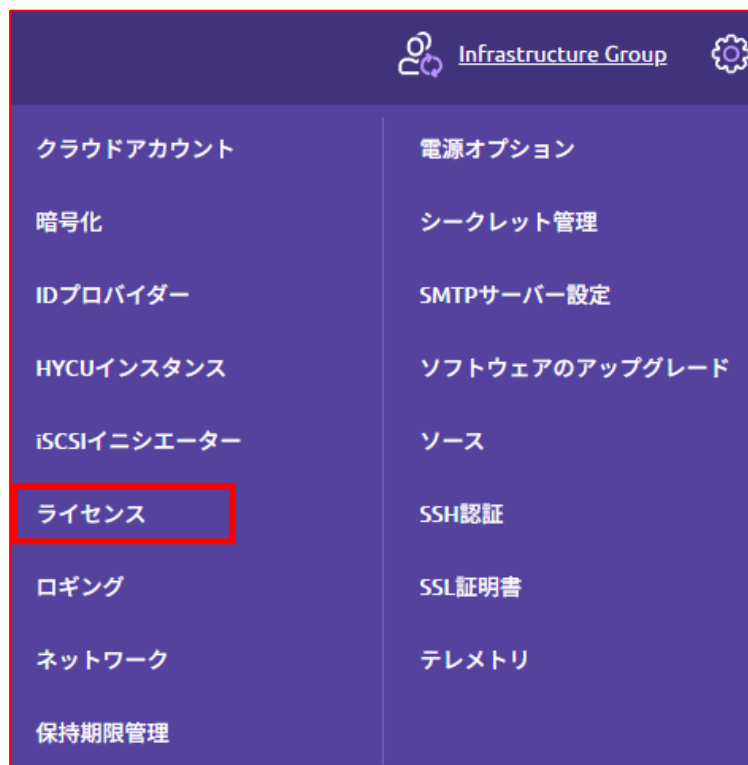 Infrastructure Group
クラウドアカウント
暗号化
IDプロバイダー
HYCUインスタンス
iSCSIイニシエーター
ライセンス
ロギング
ネットワーク
保持期限管理
電源オプション
シークレット管理
SMTPサーバー設定
ソフトウェアのアップグレード
ソース
SSH認証
SSL証明書
テレメトリ